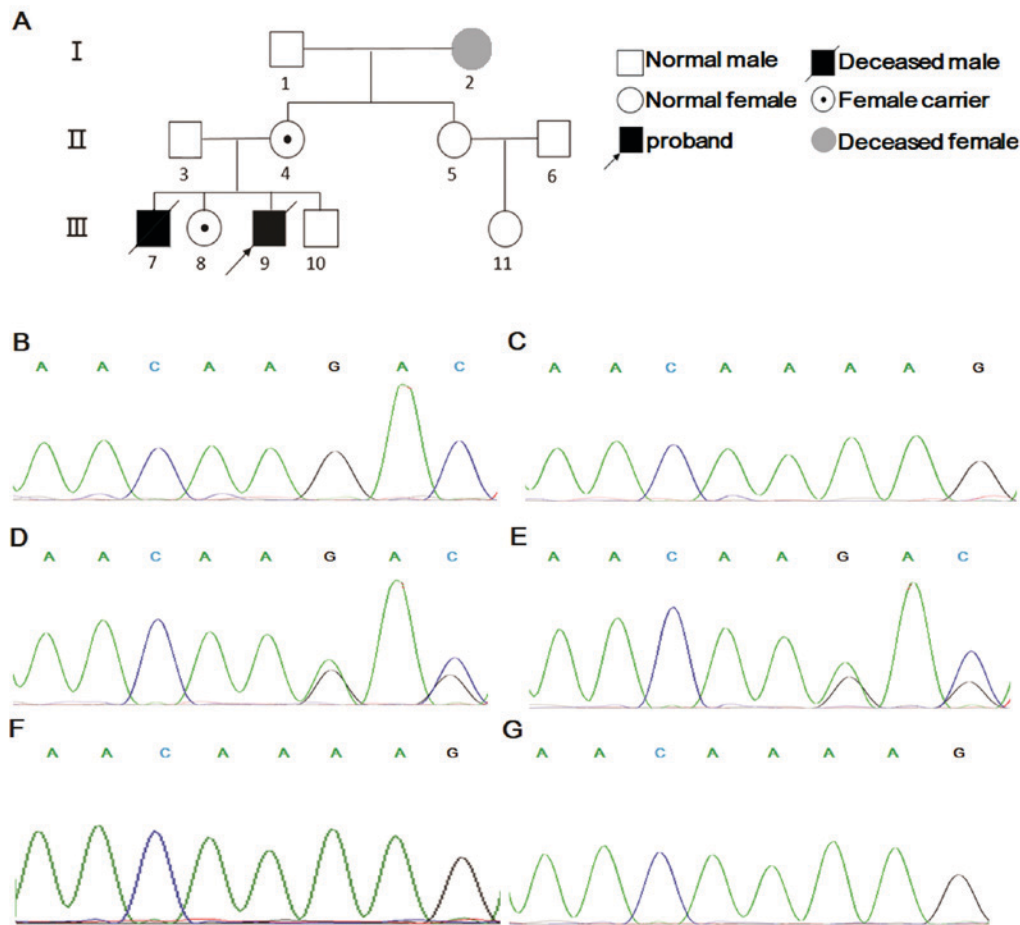 A
I
1
2
Normal male
Deceased male
Normal female
Female carrier
proband
Deceased female
II
3
4
5
6
III
7
8
9
10
11
B
A A C A A G A C
C
A A C A A A A G
D
A A C A A G A C
E
A A C A A G A C
F
A A C A A A A G
G
A A C A A A A G